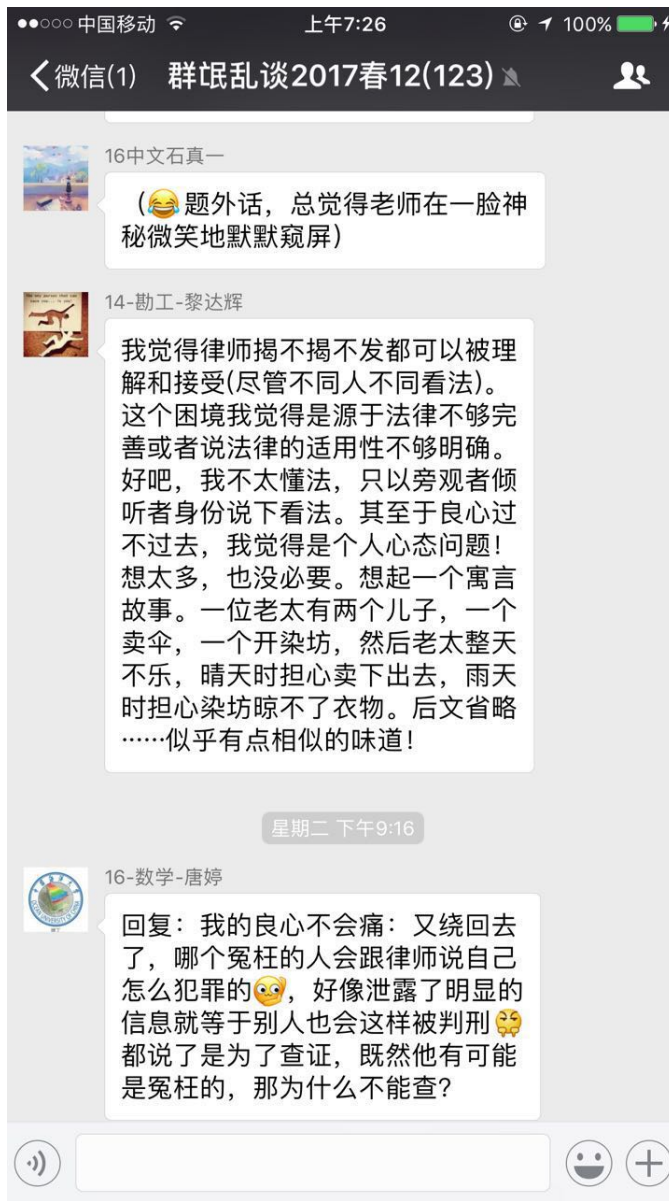 中国移动 上午7:26 100%
微信(1) 群氓乱谈2017春12(123)
16中文石真一
（😂题外话，总觉得老师在一脸神
秘微笑地默默窥屏）
14-勘工-黎达辉
我觉得律师揭不揭不发都可以被理
解和接受(尽管不同人不同看法)。
这个困境我觉得是源于法律不够完
善或者说法律的适用性不够明确。
好吧，我不太懂法，只以旁观者倾
听者身份说下看法。其至于良心过
不过去，我觉得是个人心态问题！
想太多，也没必要。想起一个寓言
故事。一位老太有两个儿子，一个
卖伞，一个开染坊，然后老太整天
不乐，晴天时担心卖下出去，雨天
时担心染坊晾不了衣物。后文省略
……似乎有点相似的味道！
星期二 下午9:16
16-数学-唐婷
回复：我的良心不会痛：又绕回去
了，哪个冤枉的人会跟律师说自己
怎么犯罪的，好像泄露了明显的
信息就等于别人也会这样被判刑
都说了是为了查证，既然他有可能
是冤枉的，那为什么不能查？